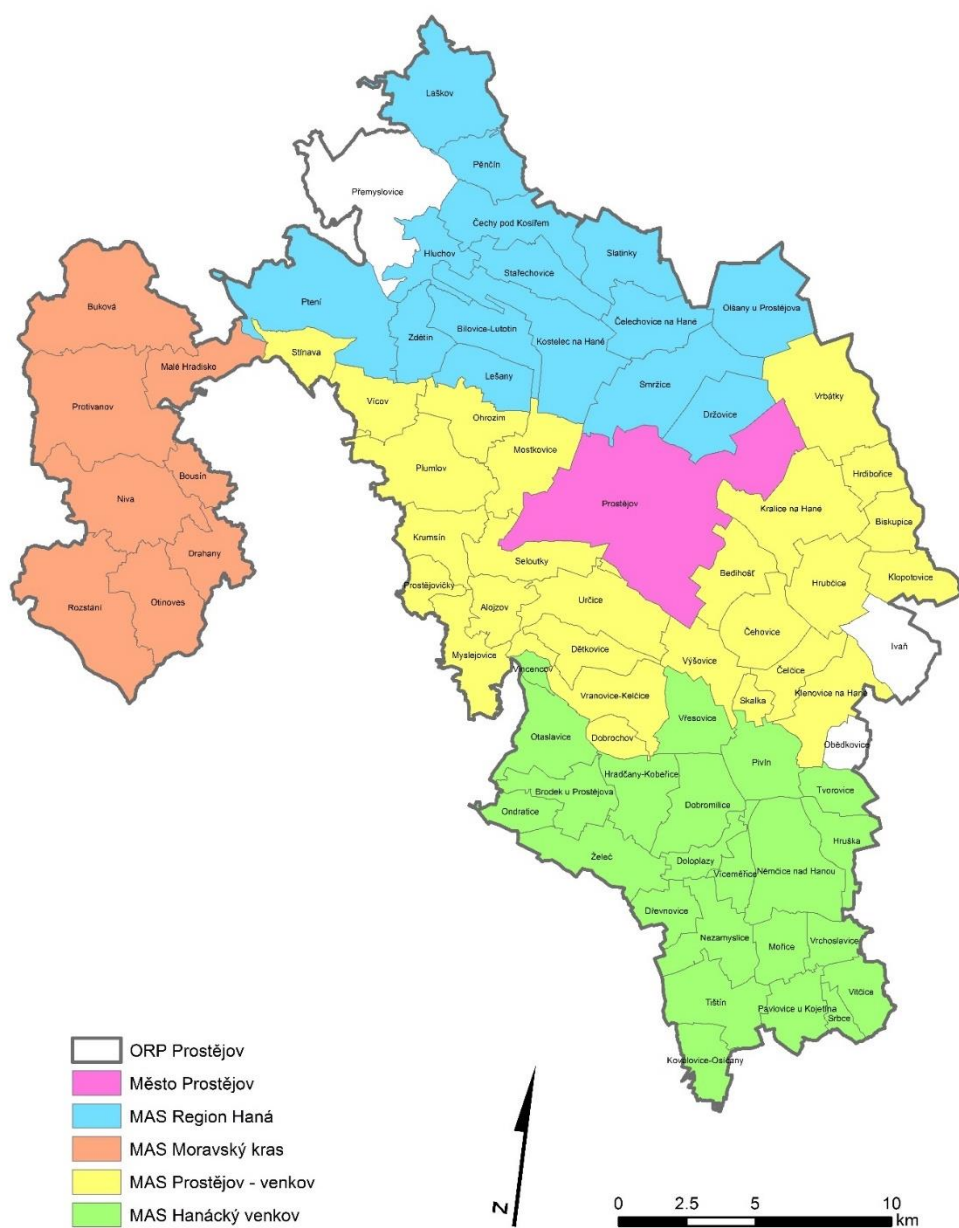 Laškov
Pěnčín
Přemyslovice
Čechy pod Kosířem
Slatinky
Hluchov
Stařechovice
Buková
Ptení
Olšany u Prostějova
Čelechovice na Hané
Bílovice-Lutotín
Zdětín
Kostelec na Hané
Stínava
Malé Hradisko
Lešany
Smržice
Vrbátky
Protivanov
Vícov
Držovice
Ohrozim
Mostkovice
Plumlov
Hrdibořice
Bousín
Niva
Prostějov
Kralice na Hané
Biskupice
Krumsín
Drahany
Seloutky
Bedihošť
Hrubčice
Klopotovice
Prostějovičky
Určice
Rozstání
Otinoves
Alojzov
Čehovice
Ivaň
Dětkovice
Myslejovice
Výšovice
Čelčice
Vincencov
Vranovice-Kelčice
Skalka
Klenovice na Hané
Vřesovice
Otaslavice
Dobrochov
Obědkovice
Pivín
Hradčany-Kobeřice
Brodek u Prostějova
Tvorovice
Dobromilice
Ondratice
Hruška
Želeč
Doloplazy
Víceměřice
Němčice nad Hanou
Dřevnovice
Nezamyslice
Mořice
Vrchoslavice
Vitčice
Tištín
Pavlovice u Kojetína
Srbce
Koválovice-Osíčany
ORP Prostějov
Město Prostějov
MAS Region Haná
MAS Moravský kras
MAS Prostějov - venkov
MAS Hanácký venkov
N
0 2.5 5 10
km